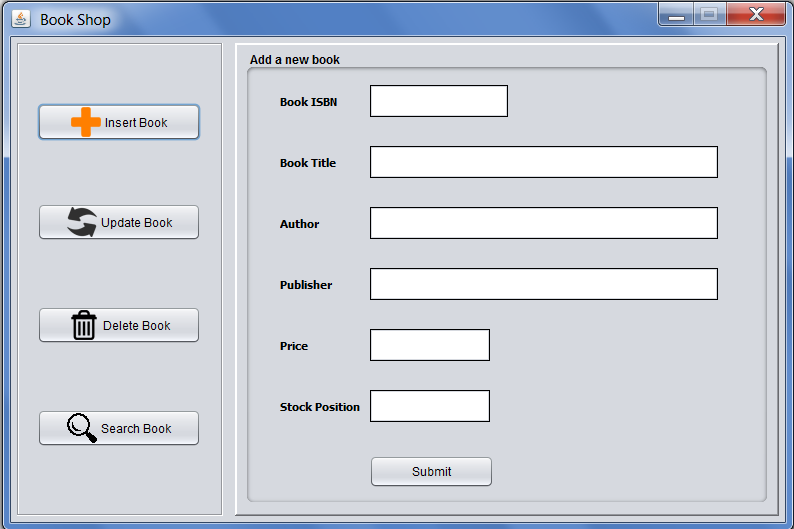 Book Shop
Insert Book
Update Book
Delete Book
Search Book
Add a new book
Book ISBN
Book Title
Author
Publisher
Price
Stock Position
Submit